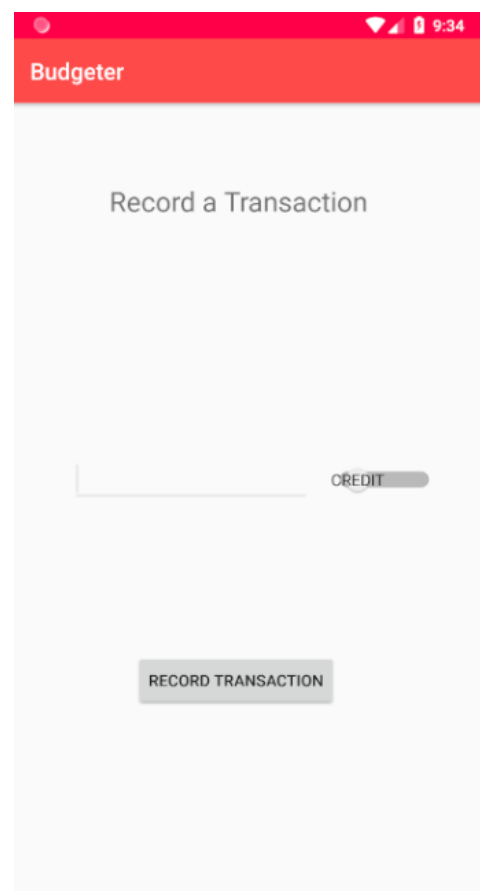 9:34
Budgeter
Record a Transaction
CREDIT
RECORD TRANSACTION